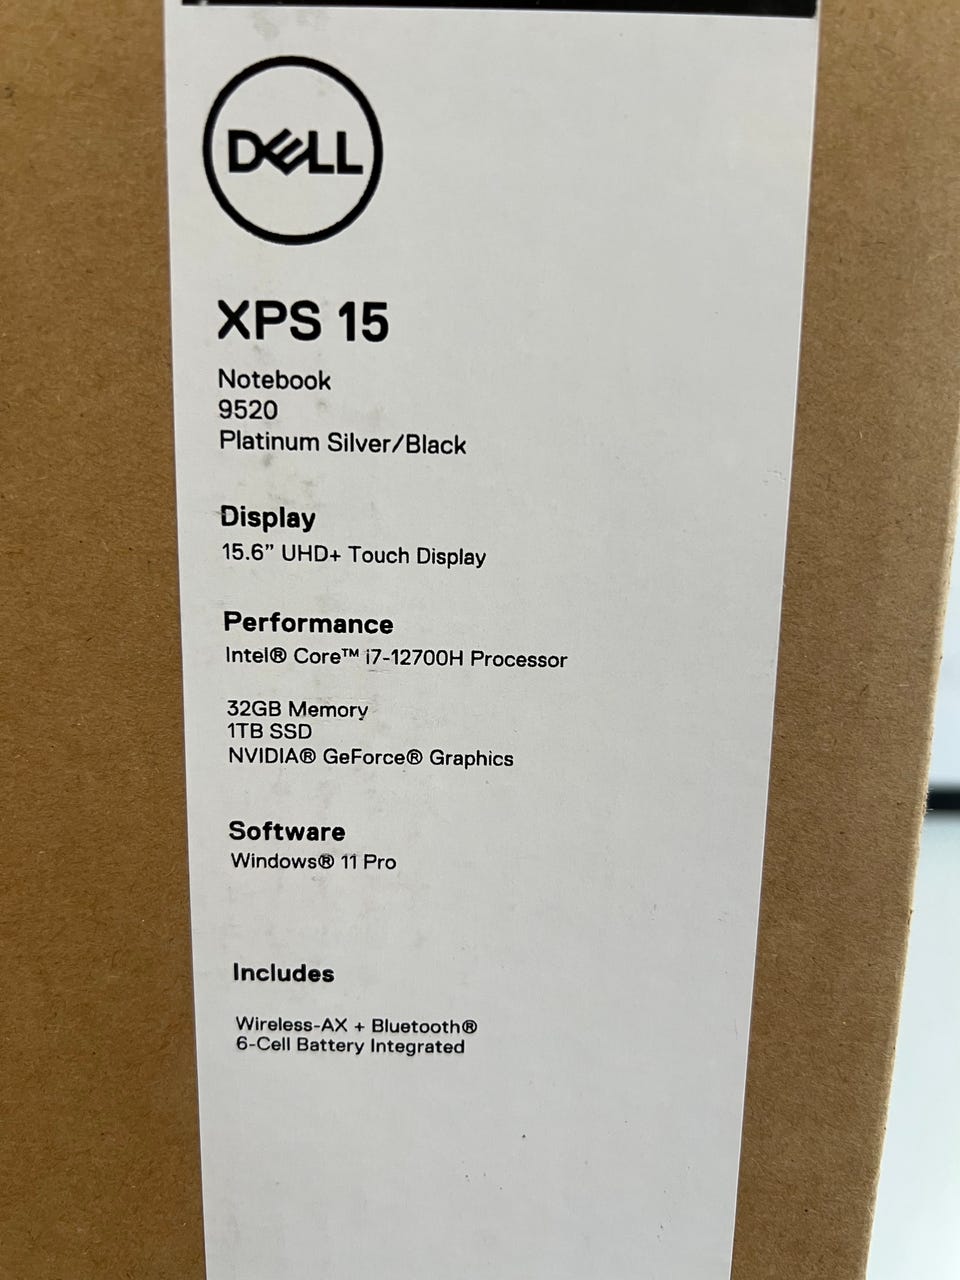 DELL
XPS 15
Notebook
9520
Platinum Silver/Black
Display
15.6” UHD+ Touch Display
Performance
Intel® Core™ i7-12700H Processor
32GB Memory
1TB SSD
NVIDIA® GeForce® Graphics
Software
Windows® 11 Pro
Includes
Wireless-AX + Bluetooth®
6-Cell Battery Integrated